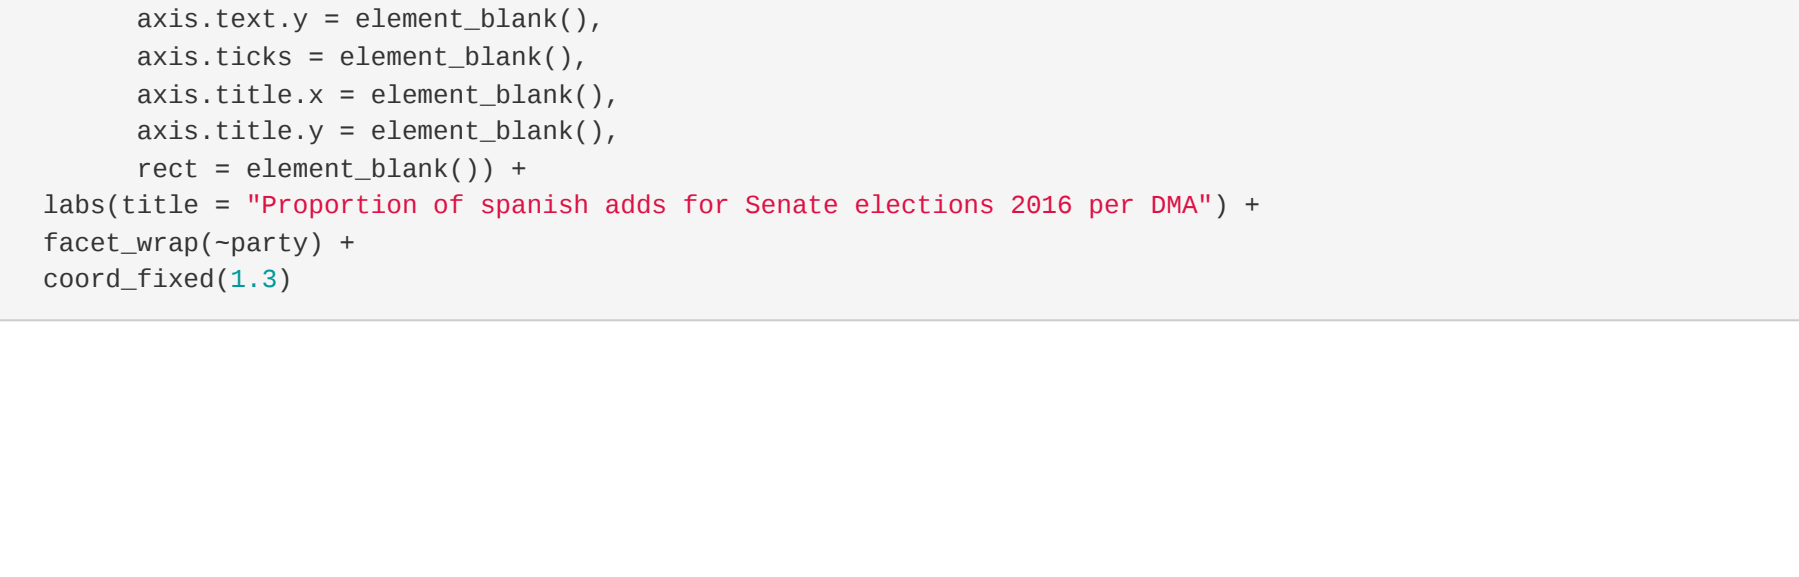 axis.text.y = element_blank(),
axis.ticks = element_blank(),
axis.title.x = element_blank(),
axis.title.y = element_blank(),
rect = element_blank()) +
labs(title = "Proportion of spanish adds for Senate elections 2016 per DMA") +
facet_wrap(~party) +
coord_fixed(1.3)